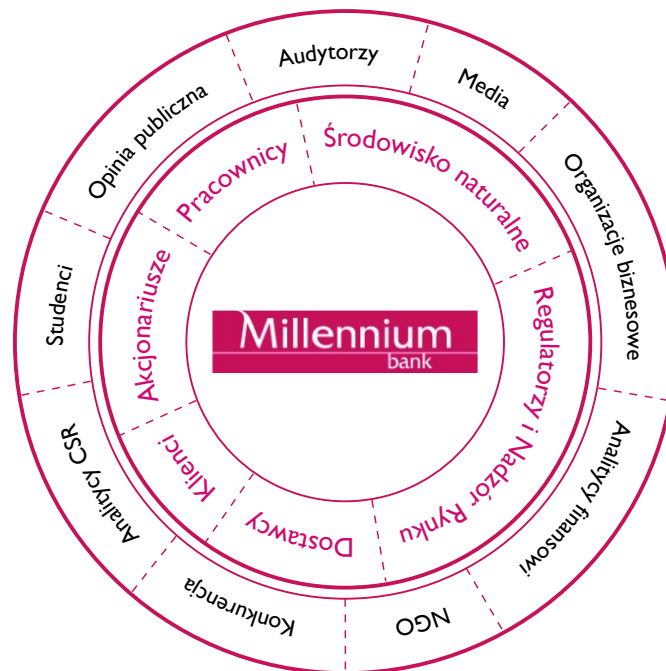 Audytorzy
Media
Organizacje biznesowe
Analitycy finansowi
NGO
Konkurencja
Analitycy CSR
Studenci
Opinia publiczna
Środowisko naturalne
Regulatorzy i Nadzór Rynku
Dostawcy
Klienci
Akcjonariusze
Pracownicy
Millennium
bank